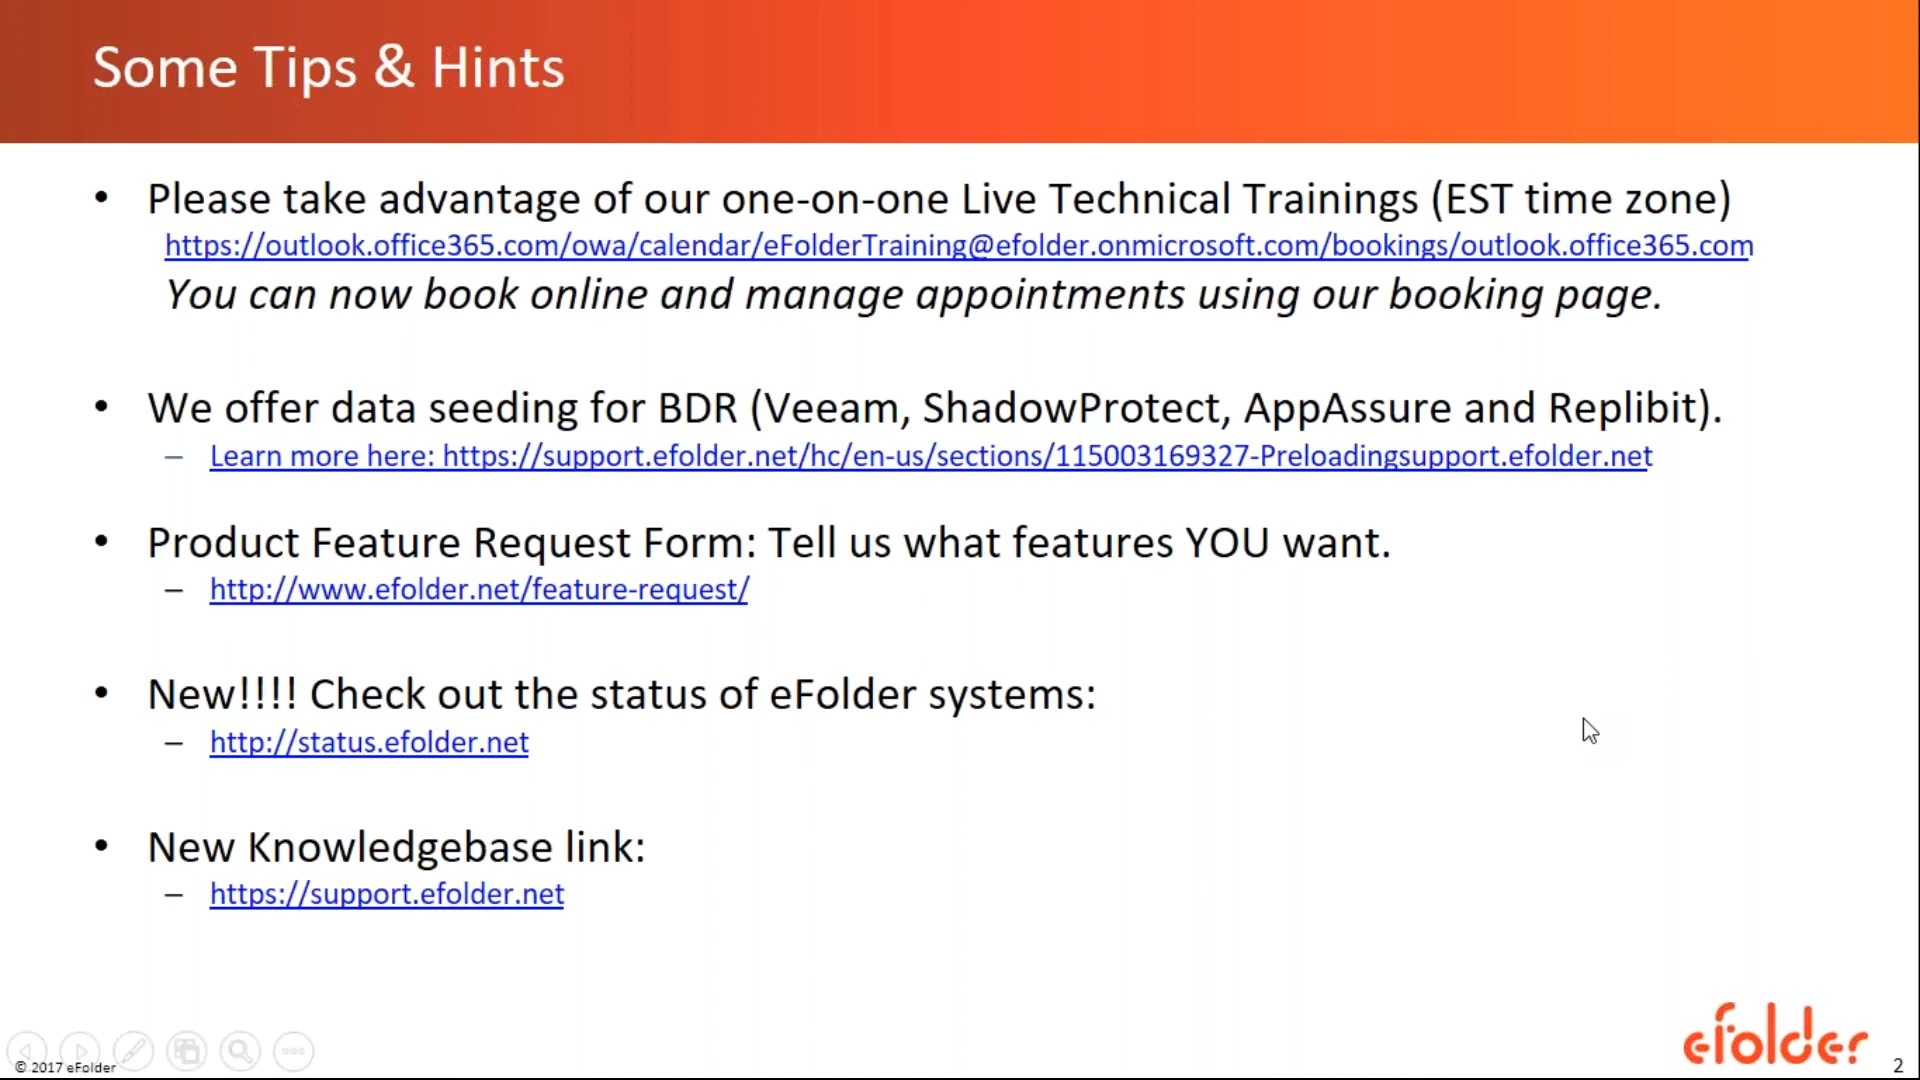 Some Tips & Hints
• Please take advantage of our one-on-one Live Technical Trainings (EST time zone)
https://outlook.office365.com/owa/calendar/eFolderTraining@efolder.onmicrosoft.com/bookings/outlook.office365.com
You can now book online and manage appointments using our booking page.
• We offer data seeding for BDR (Veeam, ShadowProtect, AppAssure and Replibit).
– Learn more here: https://support.efolder.net/hc/en-us/sections/115003169327-Preloadingsupport.efolder.net
• Product Feature Request Form: Tell us what features YOU want.
– http://www.efolder.net/feature-request/
• New!!!! Check out the status of eFolder systems:
– http://status.efolder.net
• New Knowledgebase link:
– https://support.efolder.net
© 2017 eFolder
efolder
2